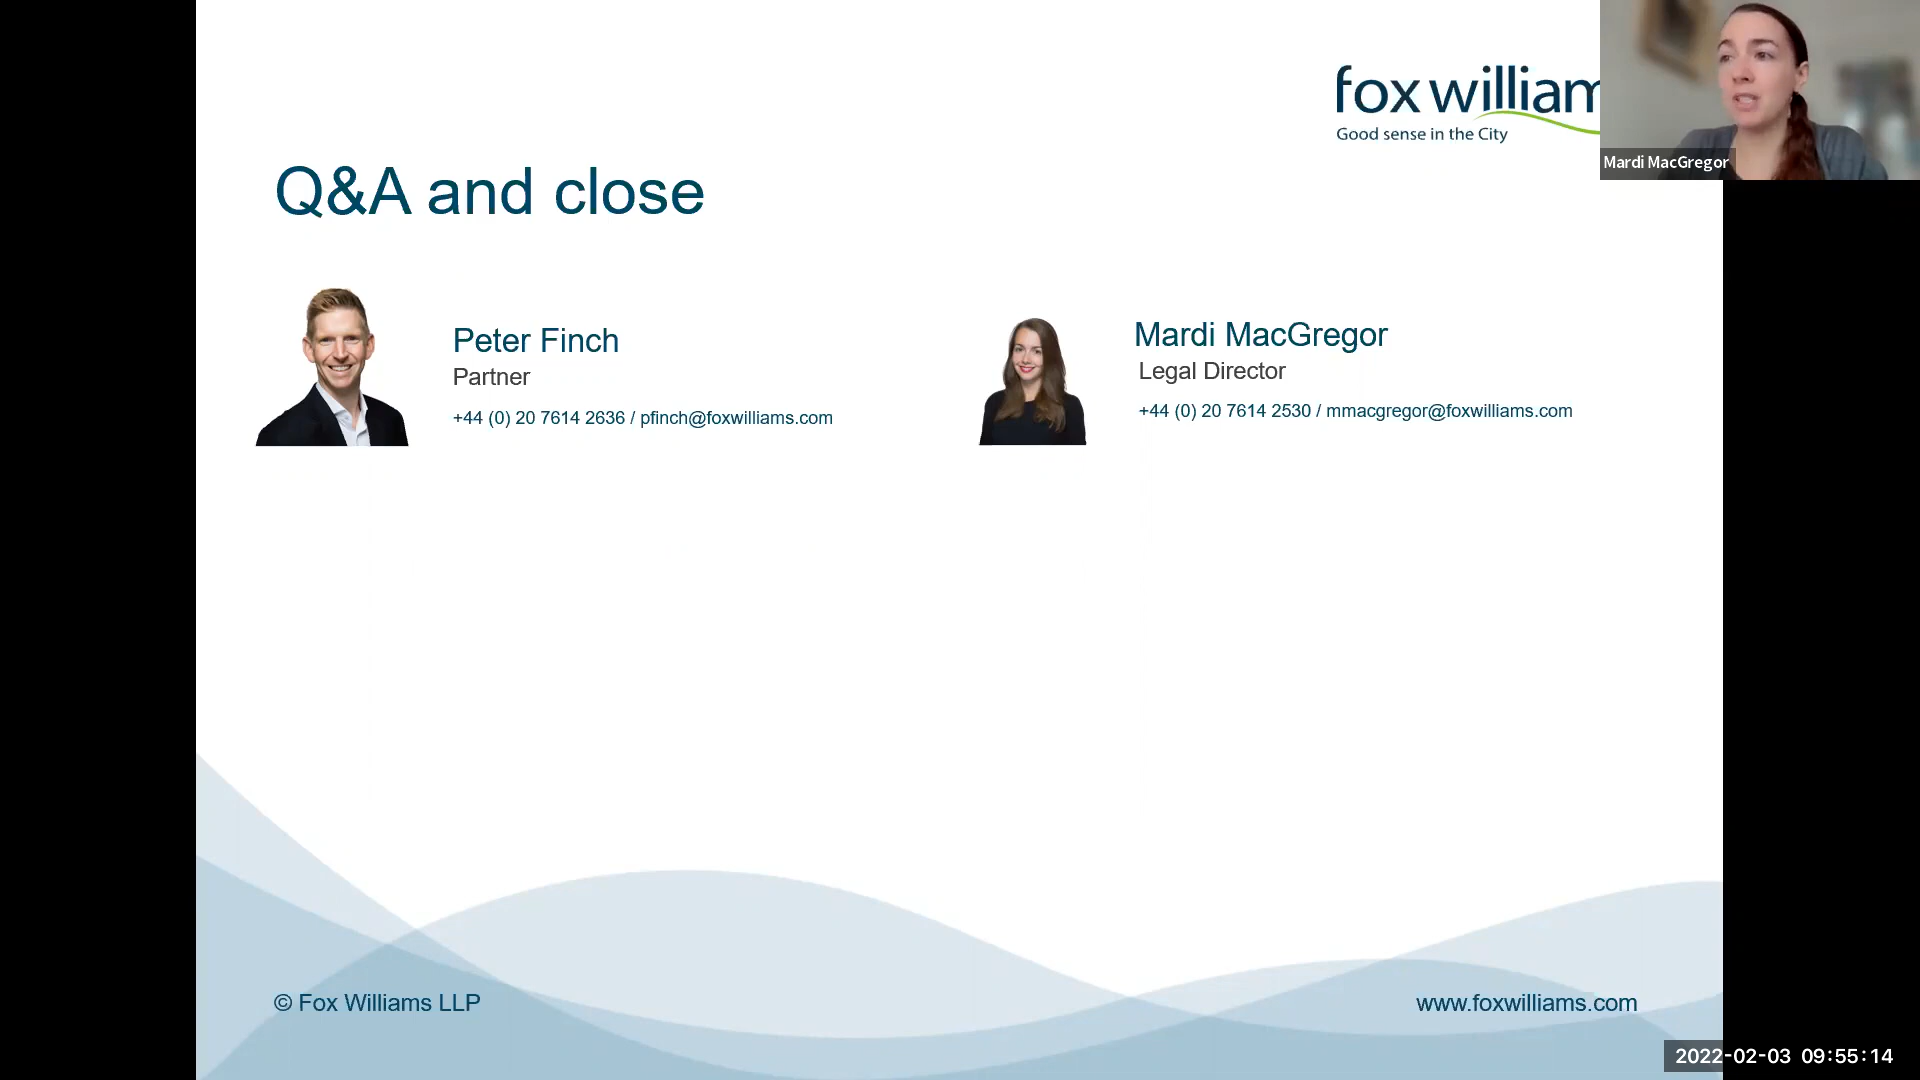 fox william
Good sense in the City
Mardi MacGregor
Q&A and close
Peter Finch
Partner
+44 (0) 20 7614 2636 / pfinch@foxwilliams.com
Mardi MacGregor
Legal Director
+44 (0) 20 7614 2530 / mmacgregor@foxwilliams.com
© Fox Williams LLP
www.foxwilliams.com
2022-02-03 09:55:14